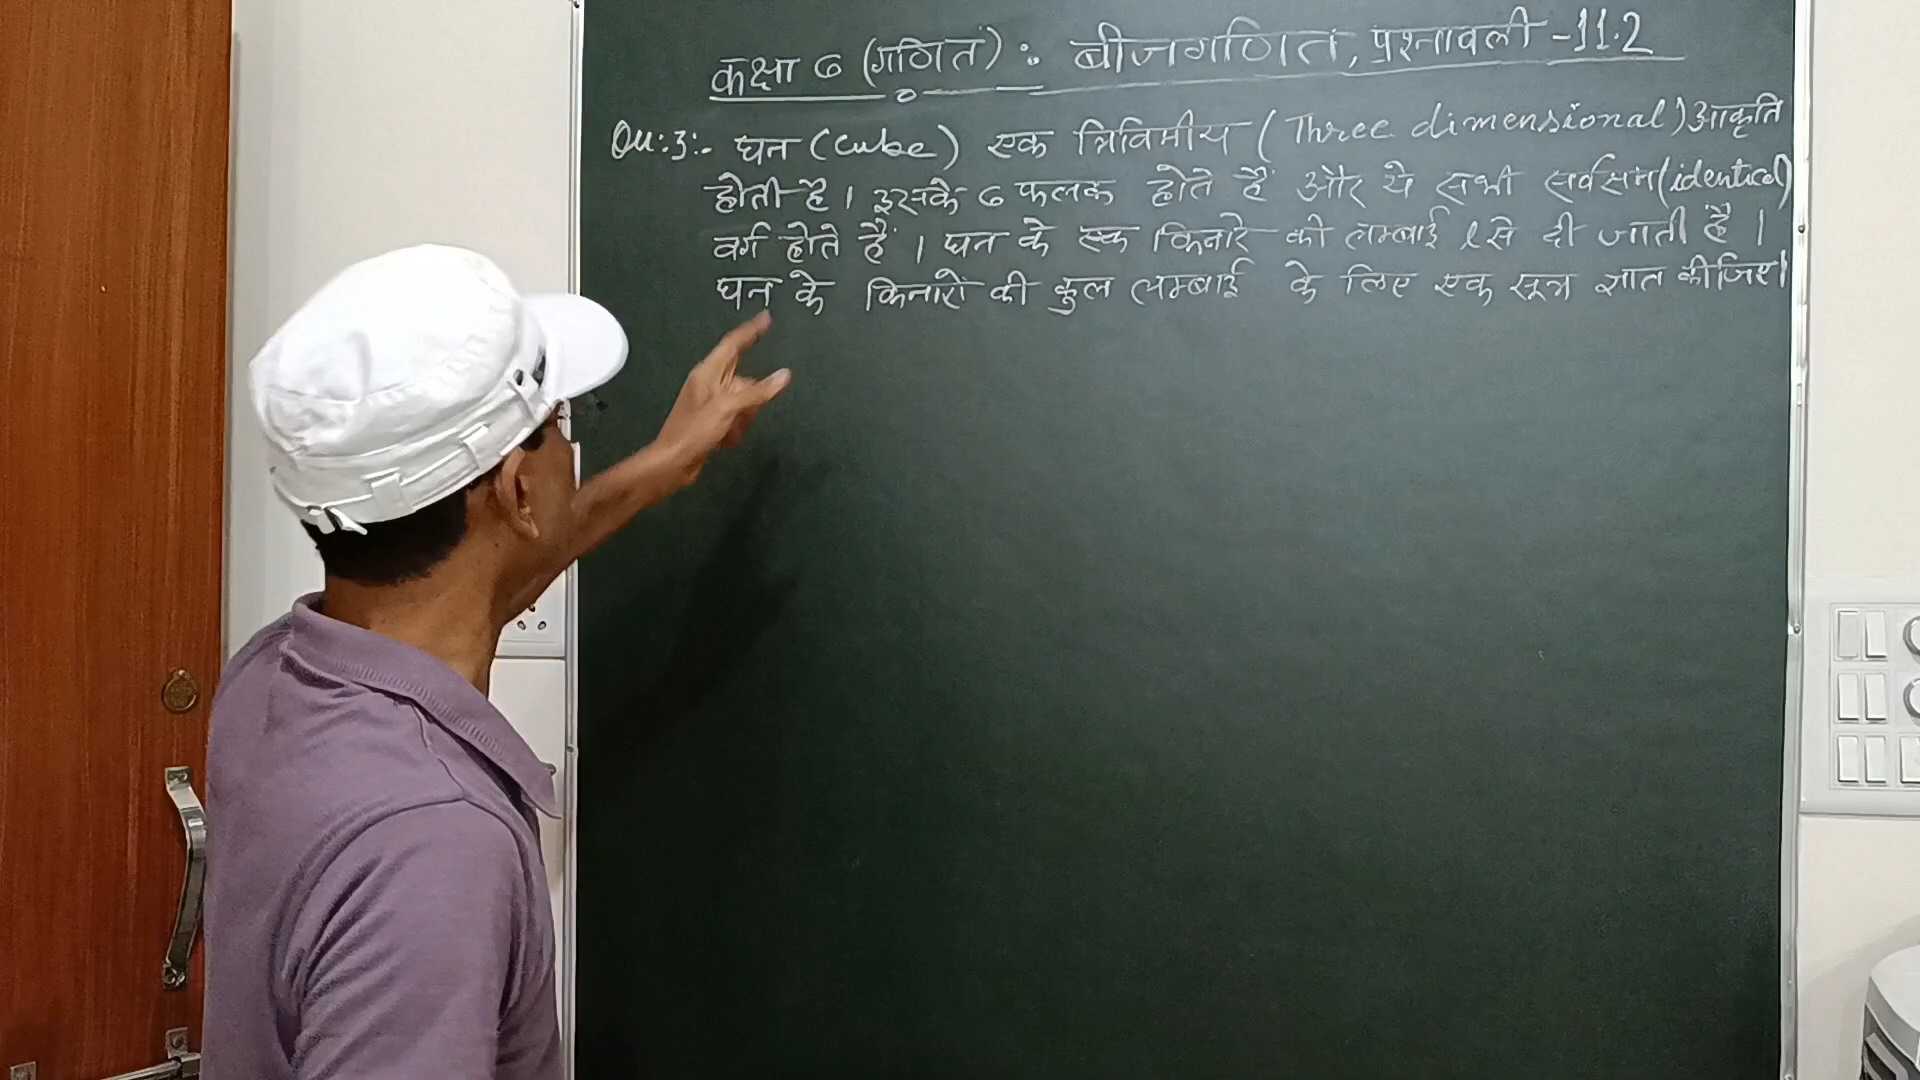 कक्षा 6 (गणित) : बीजगणित, प्रश्नावली -11.2
Qu:3:- घन (Cube) एक त्रिविमीय (Three dimensional) आकृति
होती है। इसके 6 फलक होते हैं और ये सभी सर्वसम (identical)
वर्ग होते हैं । घन के एक किनारे की लम्बाई l से दी जाती है ।
घन के किनारों की कुल लम्बाई के लिए एक सूत्र ज्ञात कीजिए।